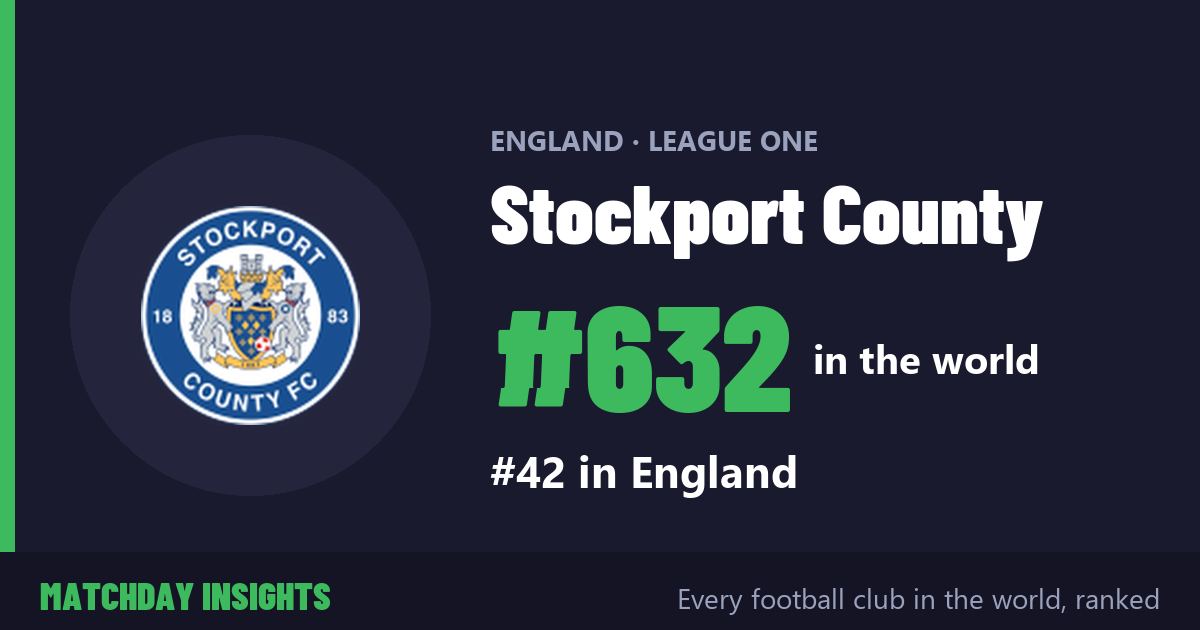 STOCKPORT
18 83
COUNTY FC
ENGLAND · LEAGUE ONE
Stockport County
#632 in the world
#42 in England
MATCHDAY INSIGHTS
Every football club in the world, ranked